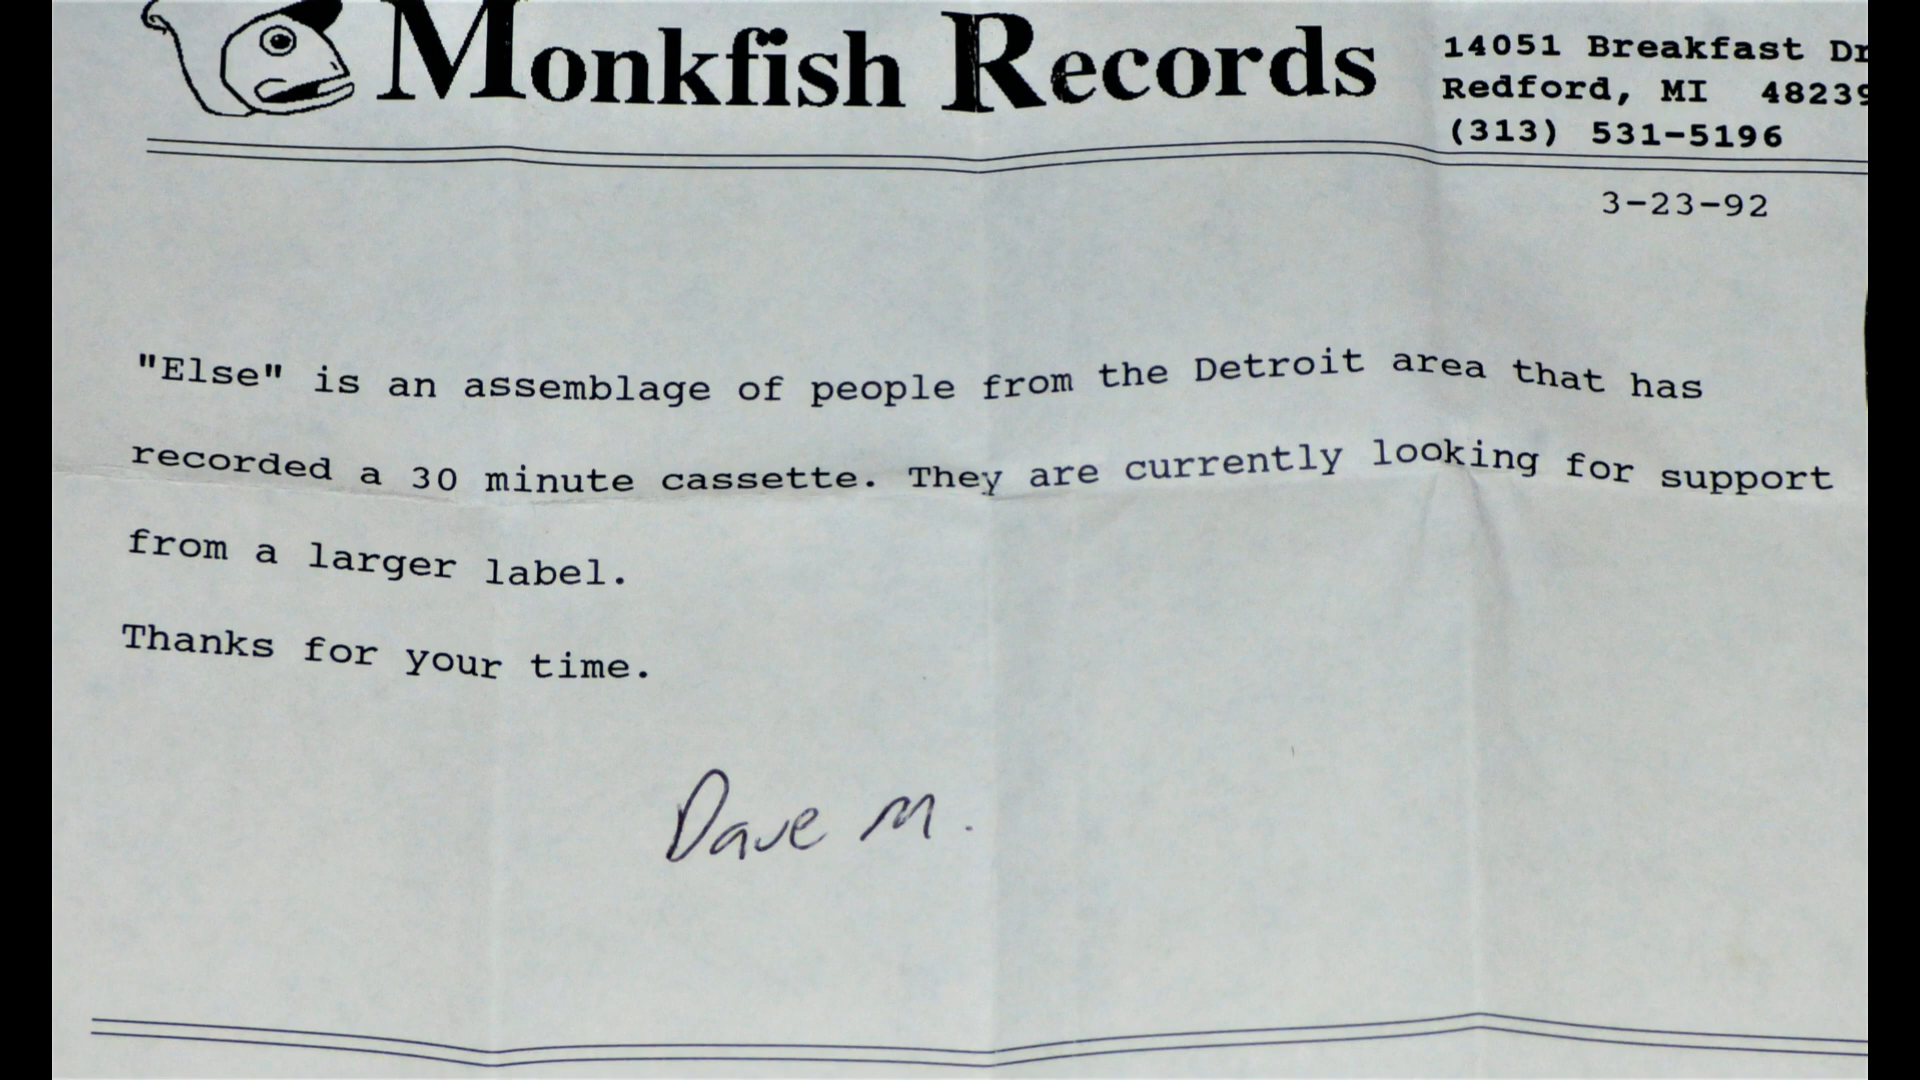 Monkfish Records
14051 Breakfast Dr
Redford, MI 48239
(313) 531-5196
3-23-92
"Else" is an assemblage of people from the Detroit area that has
recorded a 30 minute cassette. They are currently looking for support
from a larger label.
Thanks for your time.
Dave M.